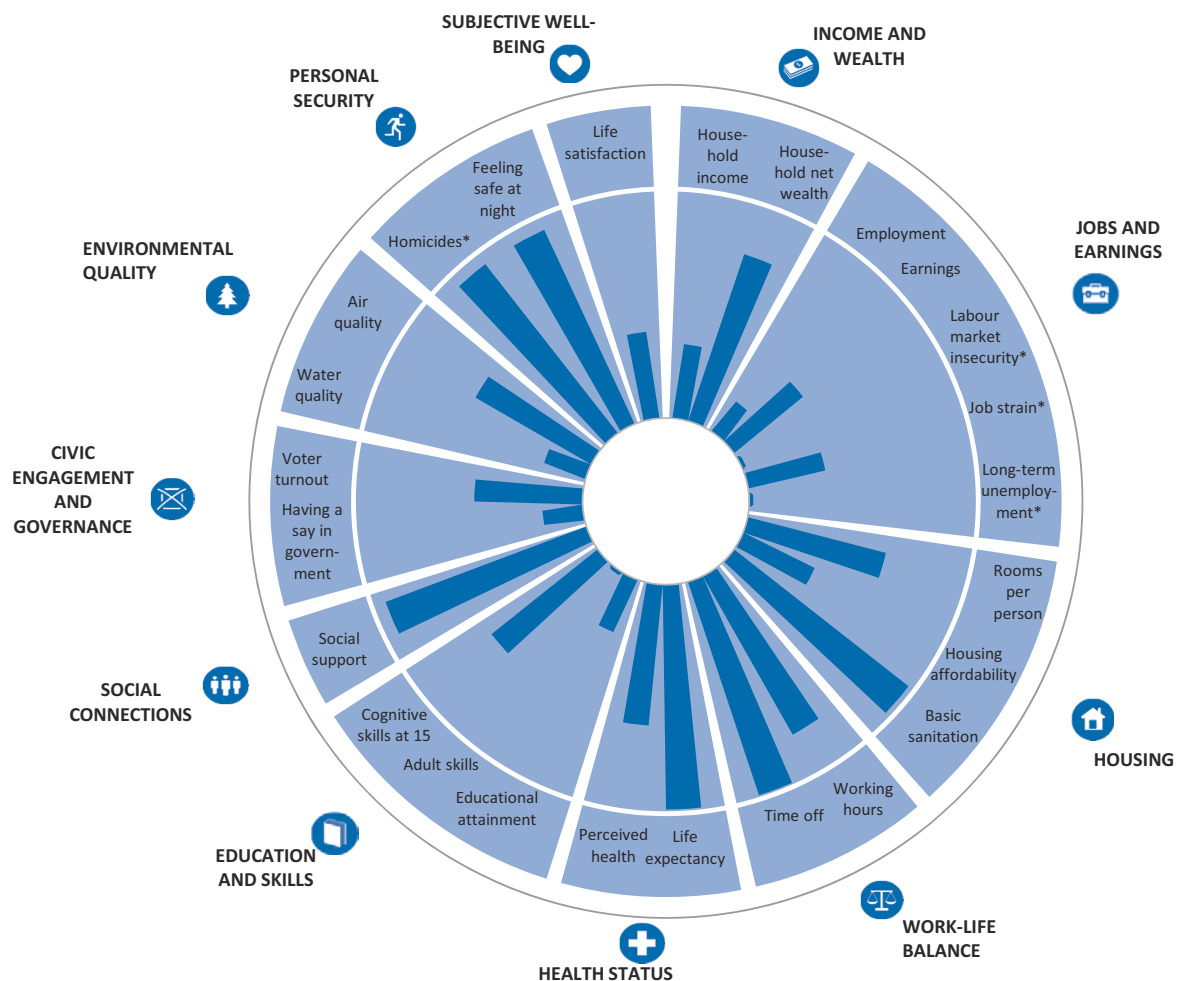 SUBJECTIVE WELL-
BEING
INCOME AND
WEALTH
PERSONAL
SECURITY
Life
satisfaction
House-
hold
income
House-
hold net
wealth
Feeling
safe at
night
Homicides*
Employment
Earnings
JOBS AND
EARNINGS
ENVIRONMENTAL
QUALITY
Air
quality
Water
quality
Labour
market
insecurity*
Job strain*
Long-term
unemploy-
ment*
CIVIC
ENGAGEMENT
AND
GOVERNANCE
Voter
turnout
Having a
say in
govern-
ment
Rooms
per
person
Housing
affordability
Basic
sanitation
HOUSING
Social
support
SOCIAL
CONNECTIONS
Cognitive
skills at 15
Adult skills
Educational
attainment
EDUCATION
AND SKILLS
Perceived
health
Life
expectancy
Time off
Working
hours
WORK-LIFE
BALANCE
HEALTH STATUS